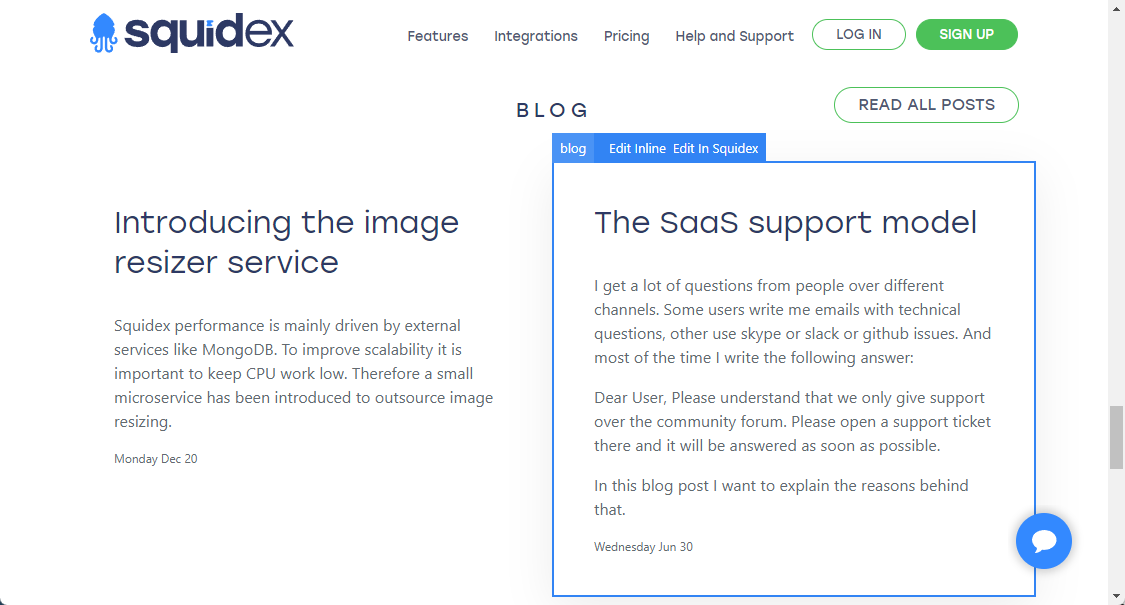 squidex
Features
Integrations
Pricing
Help and Support
LOG IN
SIGN UP
BLOG
READ ALL POSTS
blog
Edit Inline
Edit In Squidex
Introducing the image
resizer service
Squidex performance is mainly driven by external
services like MongoDB. To improve scalability it is
important to keep CPU work low. Therefore a small
microservice has been introduced to outsource image
resizing.
Monday Dec 20
The SaaS support model
I get a lot of questions from people over different
channels. Some users write me emails with technical
questions, other use skype or slack or github issues. And
most of the time I write the following answer:
Dear User, Please understand that we only give support
over the community forum. Please open a support ticket
there and it will be answered as soon as possible.
In this blog post I want to explain the reasons behind
that.
Wednesday Jun 30